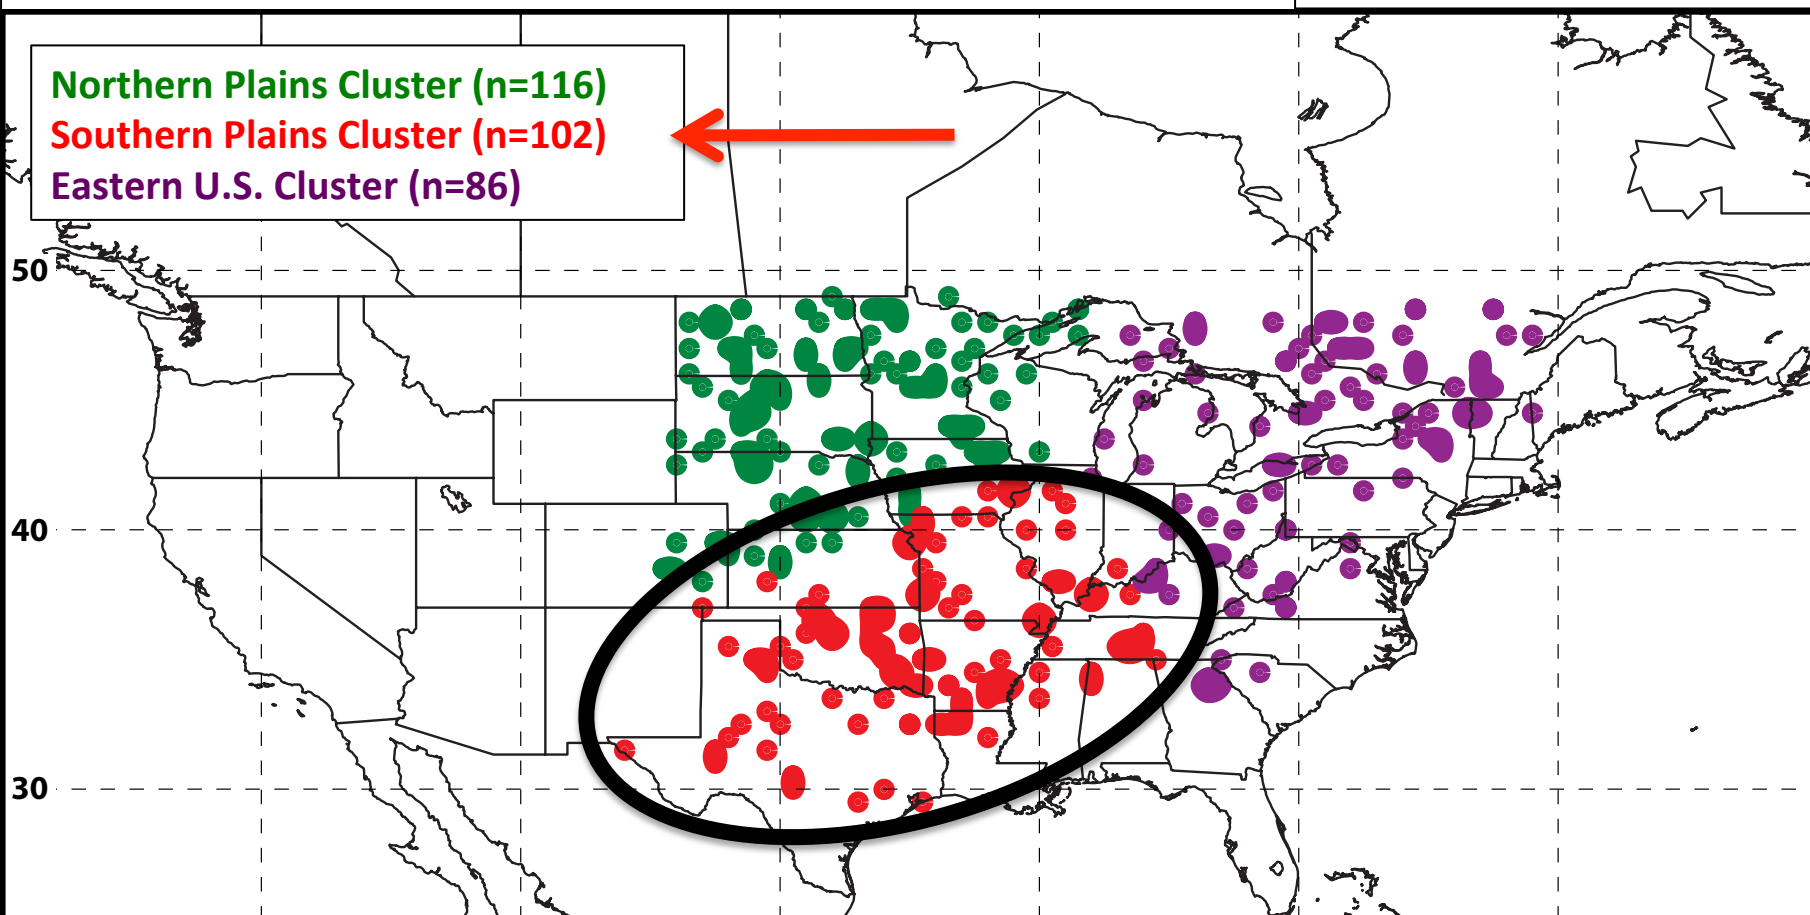 Northern Plains Cluster (n=116)
Southern Plains Cluster (n=102)
Eastern U.S. Cluster (n=86)
50
40
30